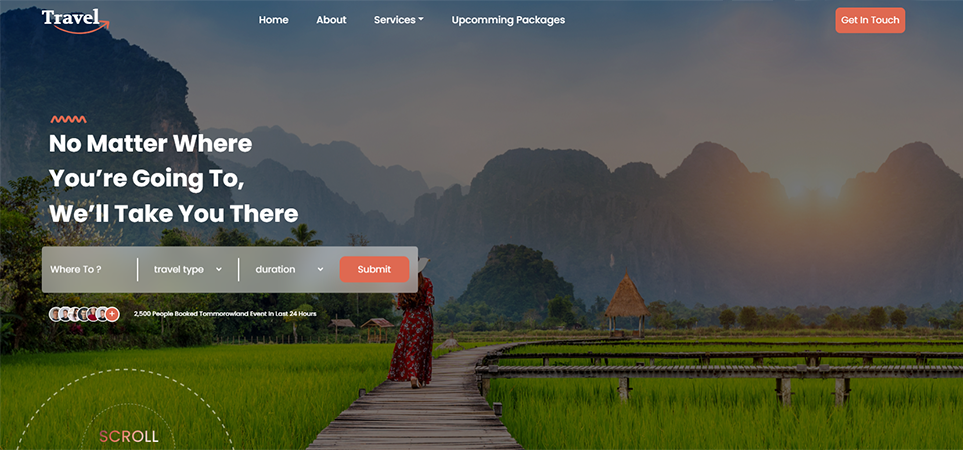 Travel
Home About Services Upcomming Packages
Get In Touch
No Matter Where
You're Going To,
We'll Take You There
Where To ? travel type duration Submit
+ 2,500 People Booked Tommorowland Event in Last 24 Hours
SCROLL